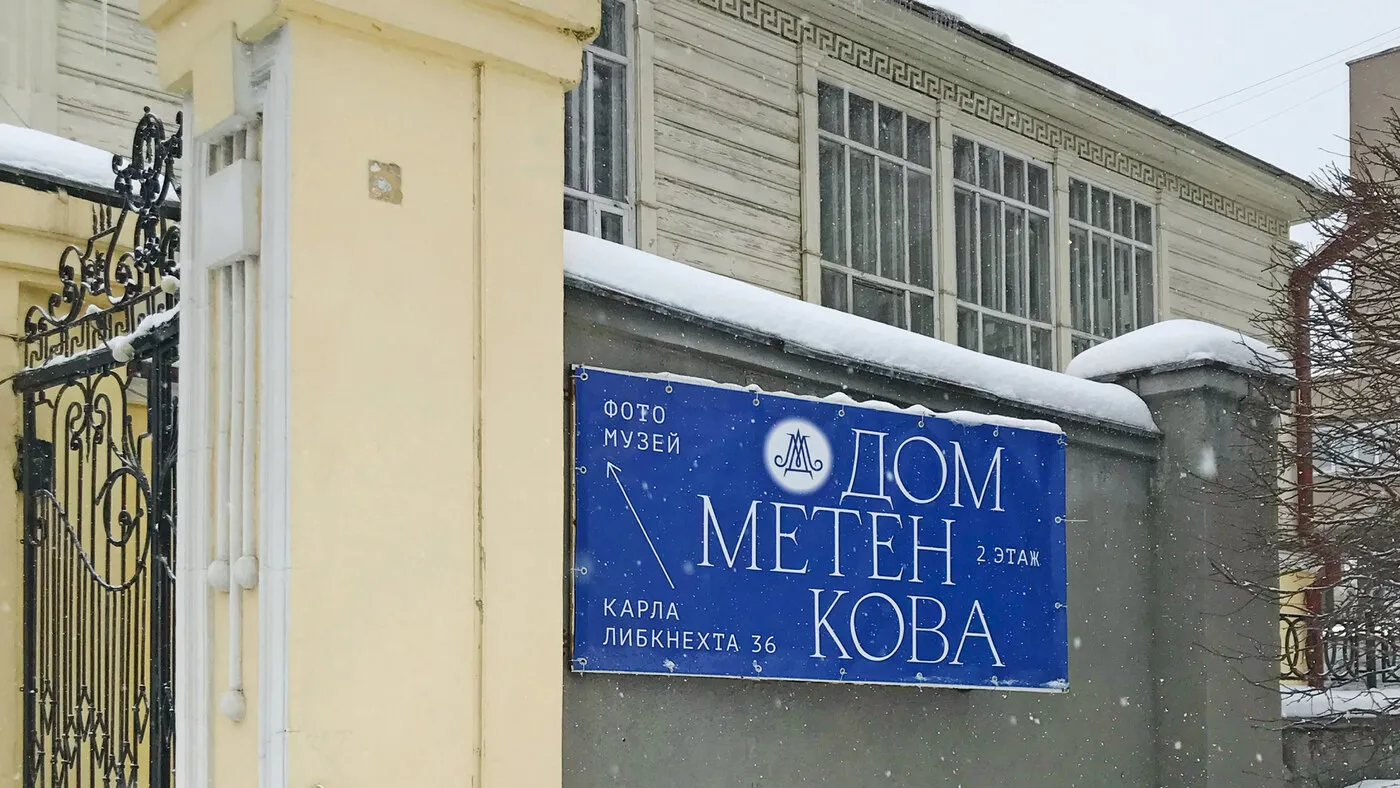 ФОТО
МУЗЕЙ
КАРЛА
ЛИБКНЕХТА 36
ДОМ
МЕТЕН
КОВА
2 ЭТАЖ